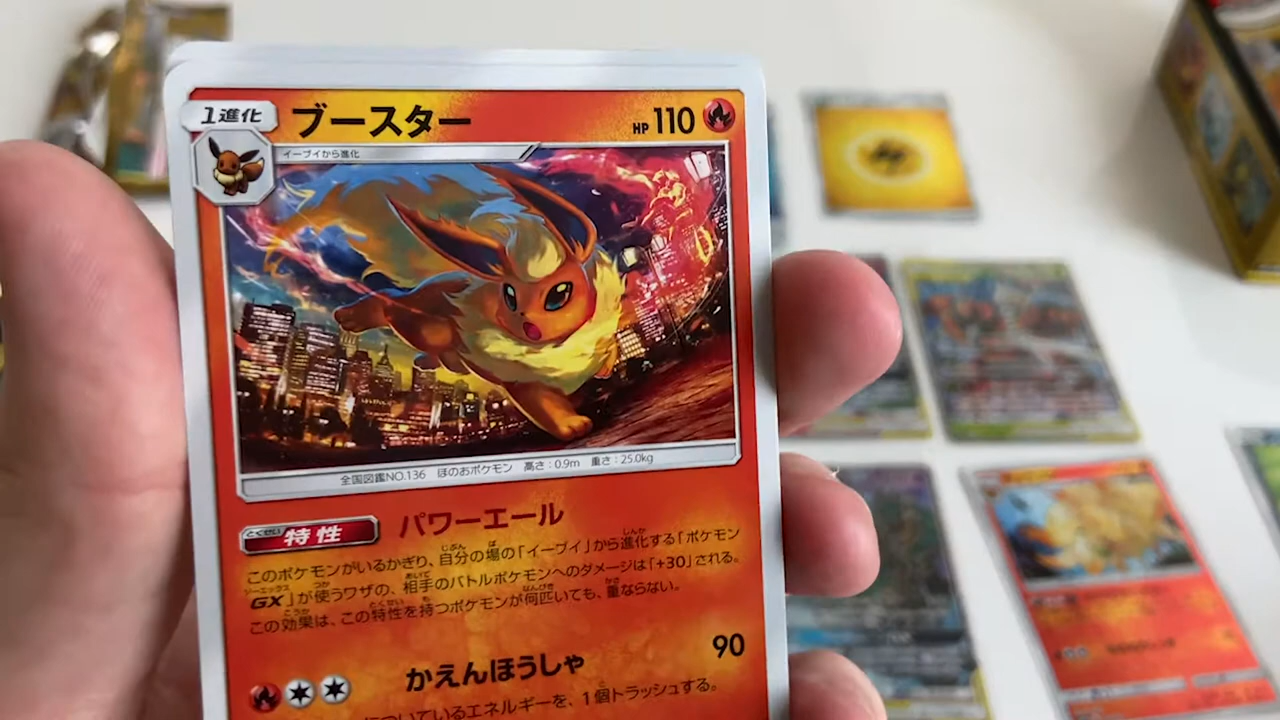 1進化
ブースター
HP 110
イーブイから進化
全国図鑑NO.136 ほのおポケモン 高さ：0.9m 重さ：25.0kg
とくせい
特性 パワーエール
このポケモンがいるかぎり、自分の場の「イーブイ」から進化する「ポケモン
GX」が使うワザの、相手のバトルポケモンへのダメージは「+30」される。
この効果は、この特性を持つポケモンが何匹いても、重ならない。
かえんほうしゃ 90
についているエネルギーを、1個トラッシュする。